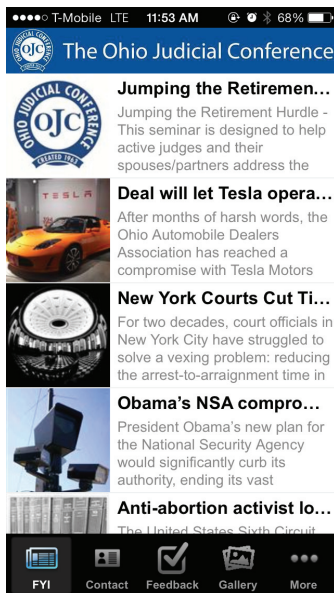 T-Mobile LTE 11:53 AM 68%
OJC The Ohio Judicial Conference
OHIO JUDICIAL CONFERENCE
OJC
CREATED 1963
Jumping the Retiremen...
Jumping the Retirement Hurdle -
This seminar is designed to help
active judges and their
spouses/partners address the
TESLA
Deal will let Tesla opera...
After months of harsh words, the
Ohio Automobile Dealers
Association has reached a
compromise with Tesla Motors
New York Courts Cut Ti...
For two decades, court officials in
New York City have struggled to
solve a vexing problem: reducing
the arrest-to-arraignment time in
Obama's NSA compro...
President Obama's new plan for
the National Security Agency
would significantly curb its
authority, ending its vast
Anti-abortion activist lo...
The United States Sixth Circuit
FYI Contact Feedback Gallery More